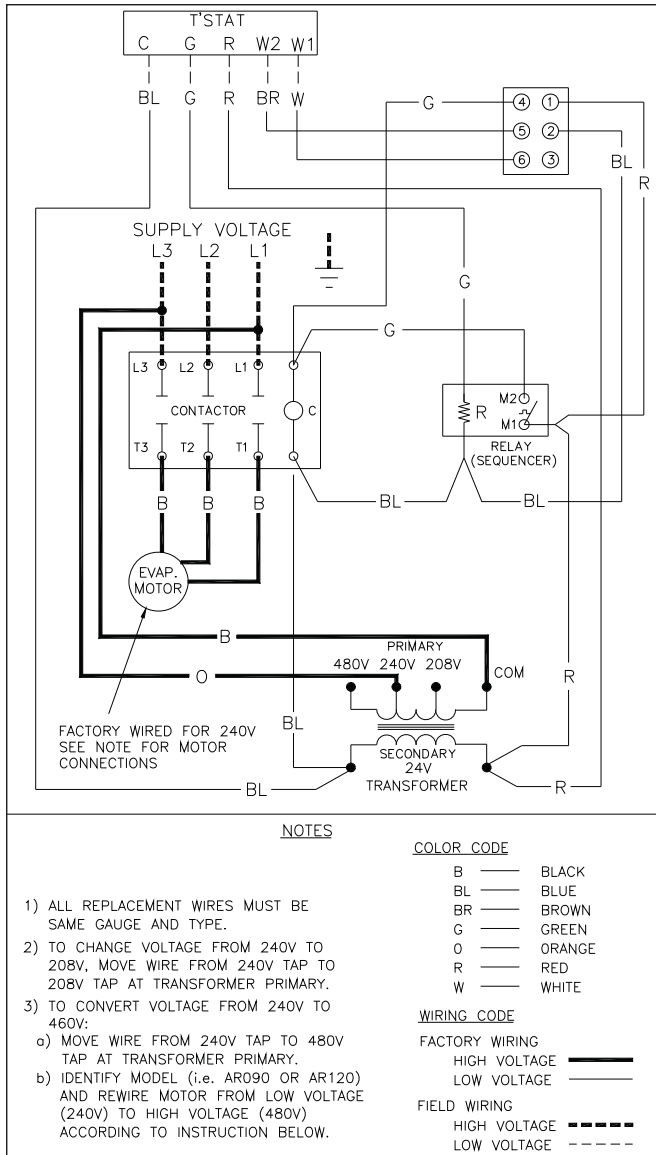 T'STAT
C G R W2 W1
BL G R BR W
G
4 1
5 2
6 3
BL
R
SUPPLY VOLTAGE
L3 L2 L1
G
G
L3 L2 L1
CONTACTOR
C
T3 T2 T1
R
M2
M1
RELAY
(SEQUENCER)
BL
BL
B B B
EVAP.
MOTOR
B
O
PRIMARY
480V 240V 208V
COM
R
FACTORY WIRED FOR 240V
SEE NOTE FOR MOTOR
CONNECTIONS
BL
SECONDARY
24V
TRANSFORMER
BL
R
NOTES
1) ALL REPLACEMENT WIRES MUST BE
SAME GAUGE AND TYPE.
2) TO CHANGE VOLTAGE FROM 240V TO
208V, MOVE WIRE FROM 240V TAP TO
208V TAP AT TRANSFORMER PRIMARY.
3) TO CONVERT VOLTAGE FROM 240V TO
460V:
a) MOVE WIRE FROM 240V TAP TO 480V
TAP AT TRANSFORMER PRIMARY.
b) IDENTIFY MODEL (i.e. AR090 OR AR120)
AND REWIRE MOTOR FROM LOW VOLTAGE
(240V) TO HIGH VOLTAGE (480V)
ACCORDING TO INSTRUCTION BELOW.
COLOR CODE
B BLACK
BL BLUE
BR BROWN
G GREEN
O ORANGE
R RED
W WHITE
WIRING CODE
FACTORY WIRING
HIGH VOLTAGE
LOW VOLTAGE
FIELD WIRING
HIGH VOLTAGE
LOW VOLTAGE